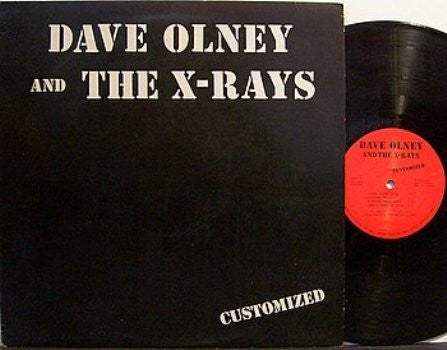 DAVE OLNEY
AND THE X-RAYS
CUSTOMIZED
DAVE OLNEY
AND THE X-RAYS
CUSTOMIZED